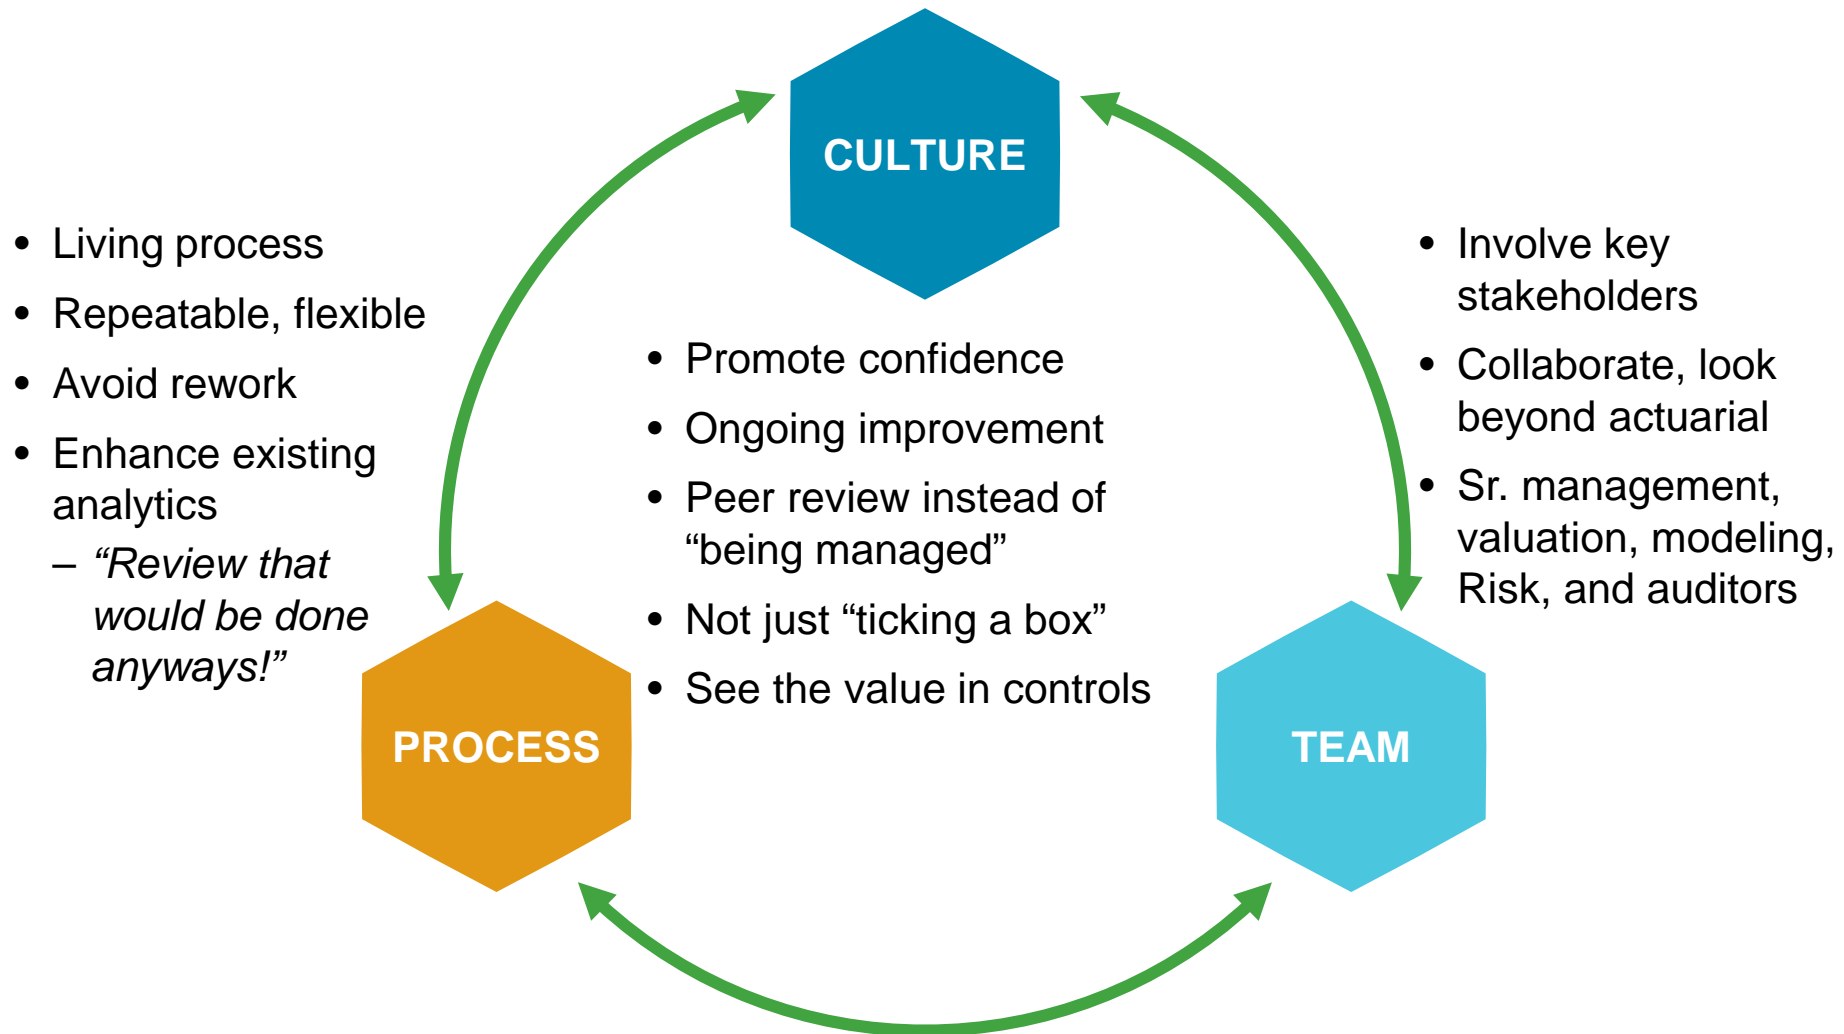 CULTURE
• Living process
• Repeatable, flexible
• Avoid rework
• Enhance existing
analytics
– “Review that
would be done
anyways!”
• Promote confidence
• Ongoing improvement
• Peer review instead of
“being managed”
• Not just “ticking a box”
• See the value in controls
• Involve key
stakeholders
• Collaborate, look
beyond actuarial
• Sr. management,
valuation, modeling,
Risk, and auditors
PROCESS
TEAM